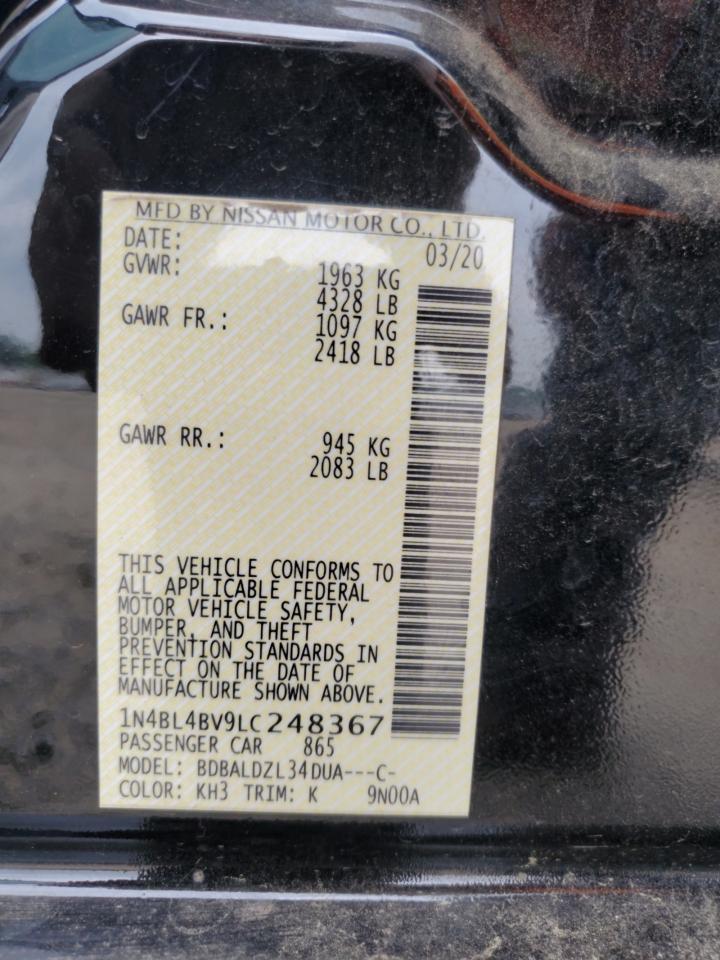 MFD BY NISSAN MOTOR CO., LTD.
DATE: 03/20
GVWR: 1963 KG
4328 LB
GAWR FR.: 1097 KG
2418 LB
GAWR RR.: 945 KG
2083 LB
THIS VEHICLE CONFORMS TO
ALL APPLICABLE FEDERAL
MOTOR VEHICLE SAFETY,
BUMPER, AND THEFT
PREVENTION STANDARDS IN
EFFECT ON THE DATE OF
MANUFACTURE SHOWN ABOVE.
1N4BL4BV9LC248367
PASSENGER CAR 865
MODEL: BDBALDZL34DUA---C-
COLOR: KH3 TRIM: K 9N00A